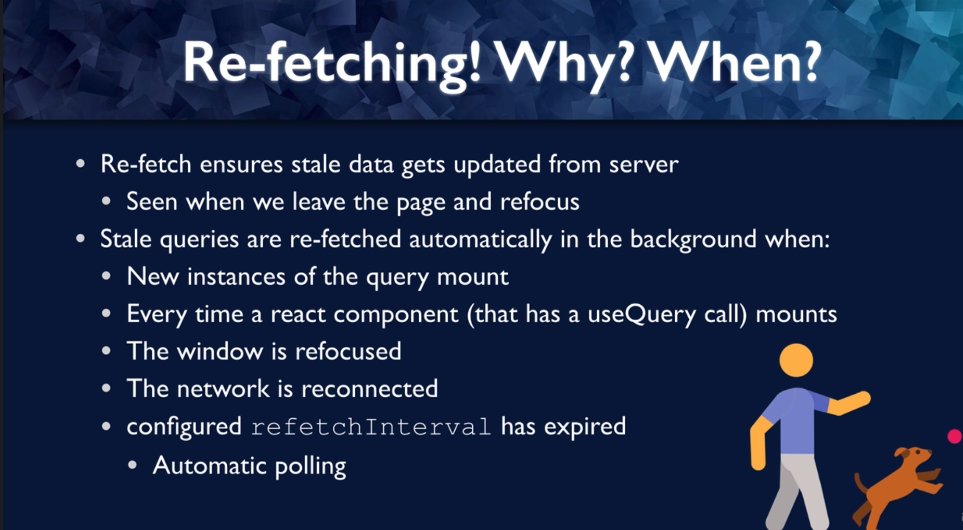 Re-fetching! Why? When?
• Re-fetch ensures stale data gets updated from server
• Seen when we leave the page and refocus
• Stale queries are re-fetched automatically in the background when:
• New instances of the query mount
• Every time a react component (that has a useQuery call) mounts
• The window is refocused
• The network is reconnected
• configured refetchInterval has expired
• Automatic polling